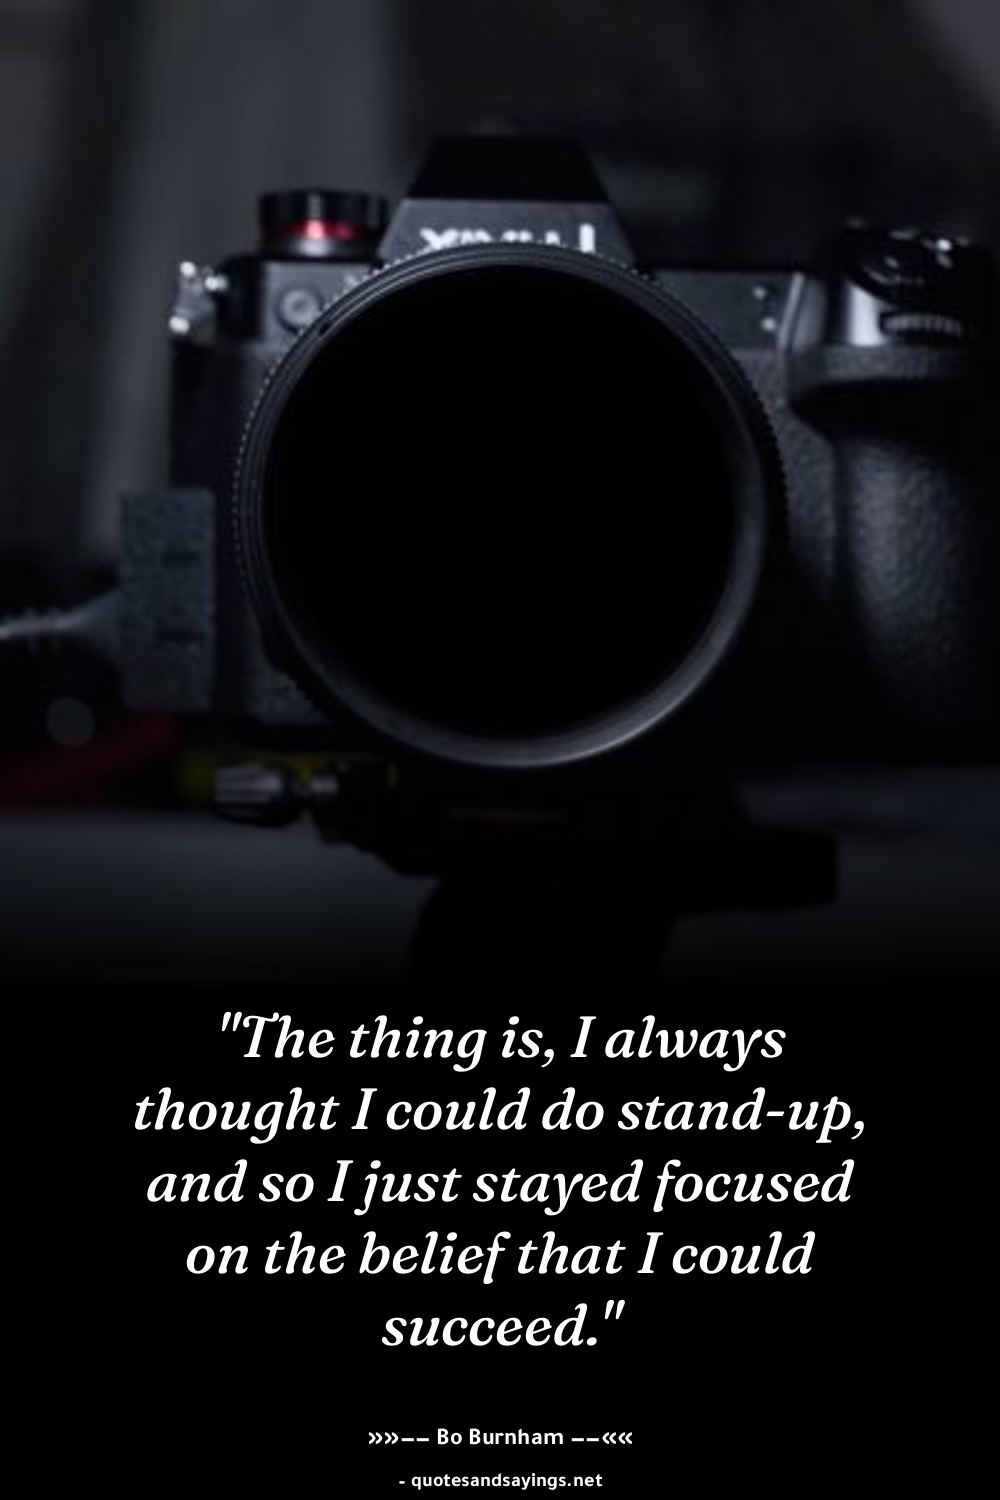 "The thing is, I always
thought I could do stand-up,
and so I just stayed focused
on the belief that I could
succeed."
»»−− Bo Burnham −−««
- quotesandsayings.net